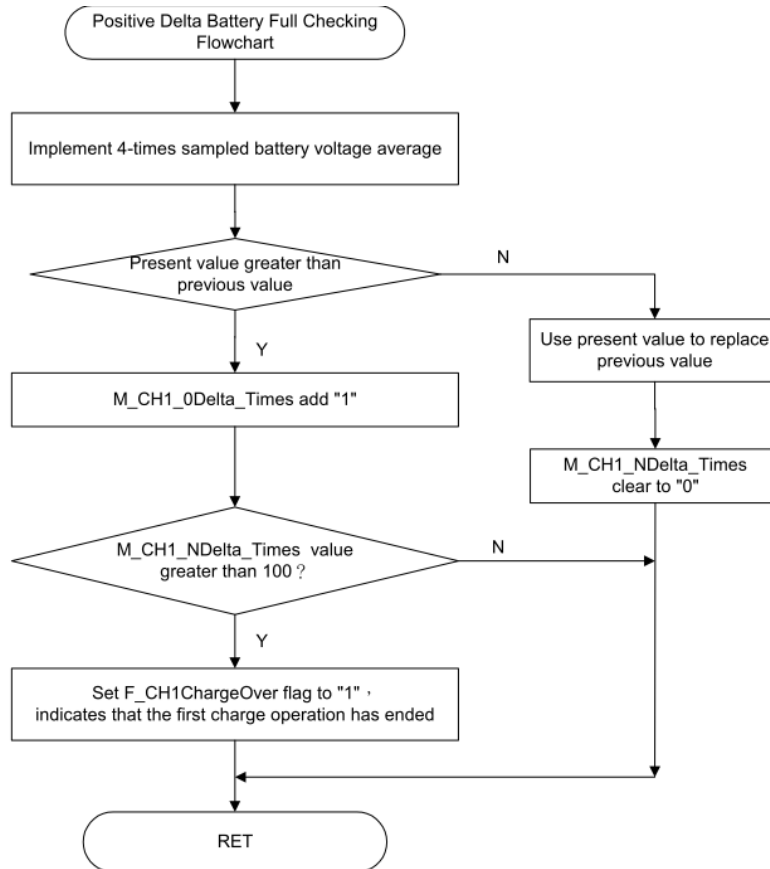 Positive Delta Battery Full Checking
Flowchart
Implement 4-times sampled battery voltage average
Present value greater than
previous value
N
Y
Use present value to replace
previous value
M_CH1_0Delta_Times add "1"
M_CH1_NDelta_Times
clear to "0"
M_CH1_NDelta_Times value
greater than 100？
N
Y
Set F_CH1ChargeOver flag to "1"，
indicates that the first charge operation has ended
RET